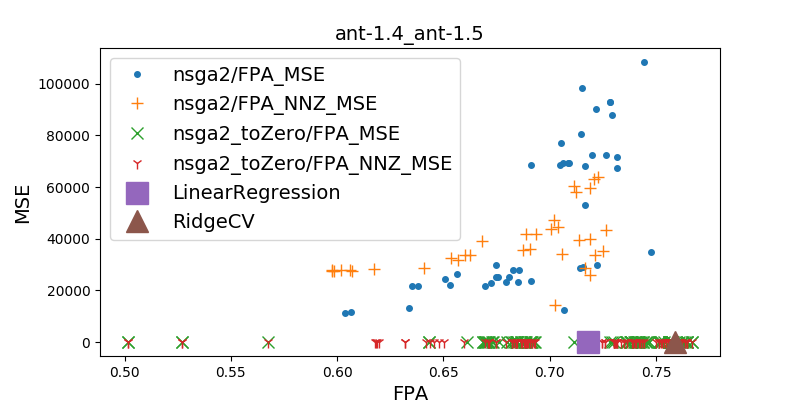 ant-1.4_ant-1.5
nsga2/FPA_MSE
nsga2/FPA_NNZ_MSE
nsga2_toZero/FPA_MSE
nsga2_toZero/FPA_NNZ_MSE
LinearRegression
RidgeCV
MSE
100000
80000
60000
40000
20000
0
0.50 0.55 0.60 0.65 0.70 0.75
FPA